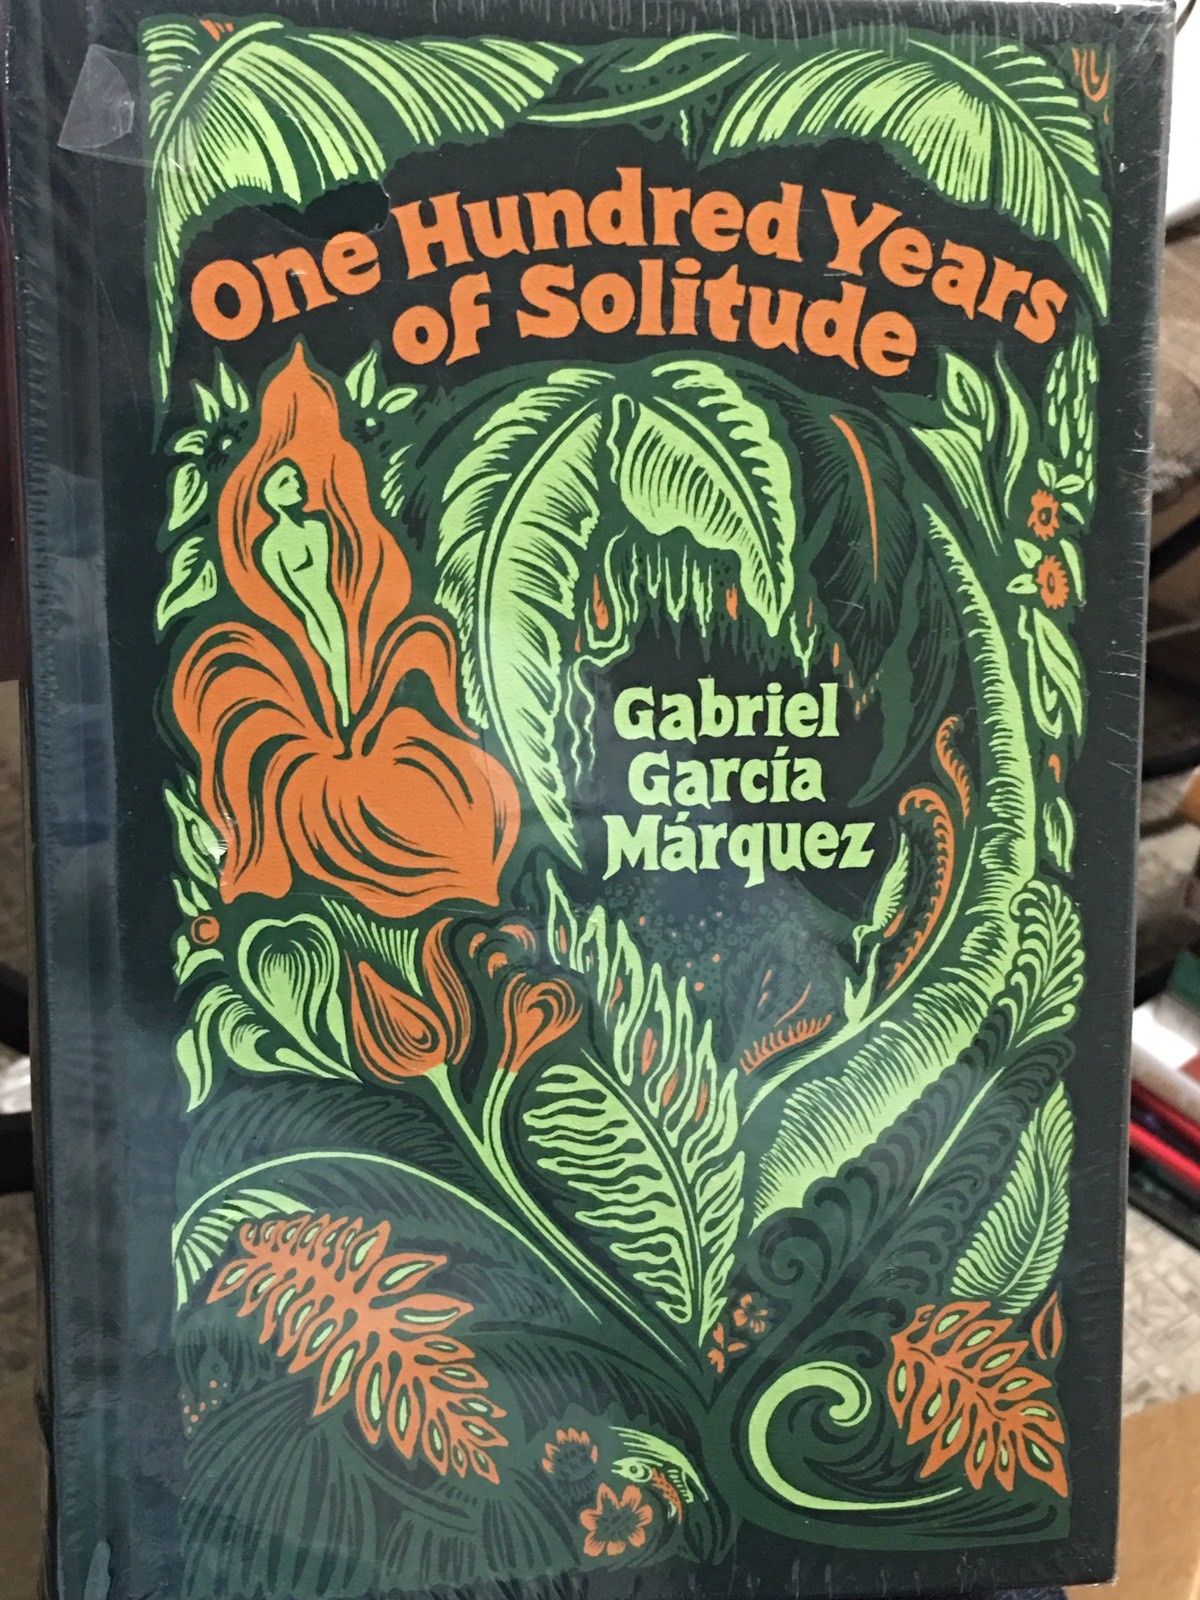 One Hundred Years
of Solitude
Gabriel
García
Márquez
©